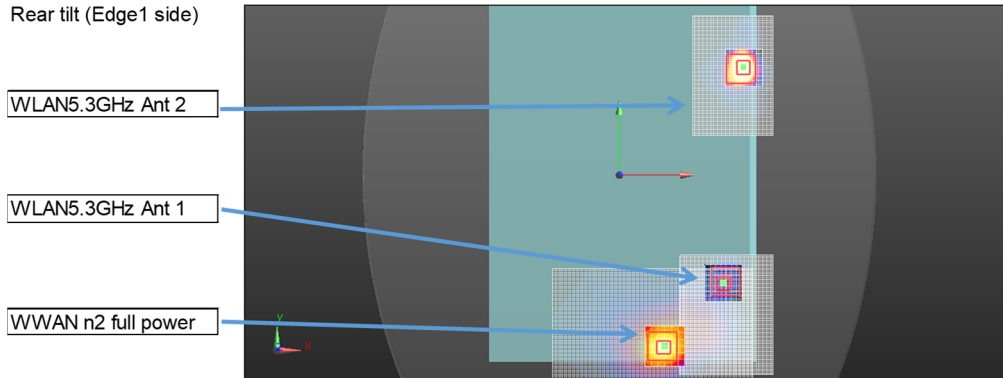 Rear tilt (Edge1 side)
WLAN5.3GHz Ant 2
WLAN5.3GHz Ant 1
WWAN n2 full power
y
x